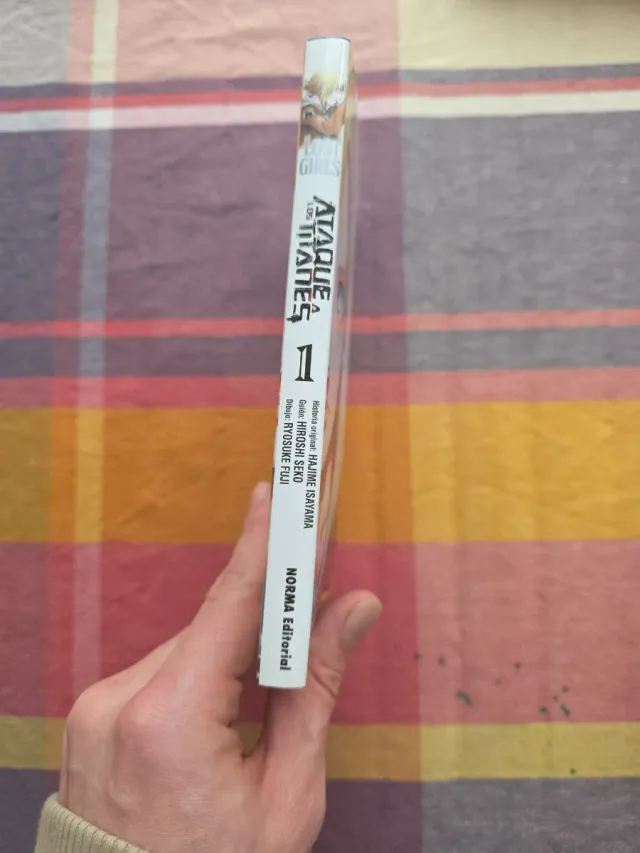 LOST
GIRLS
ATAQUE A
LOS TITANES
1
Historia original: HAJIME ISAYAMA
Guión: HIROSHI SEKO
Dibujo: RYOSUKE FUJI
NORMA Editorial